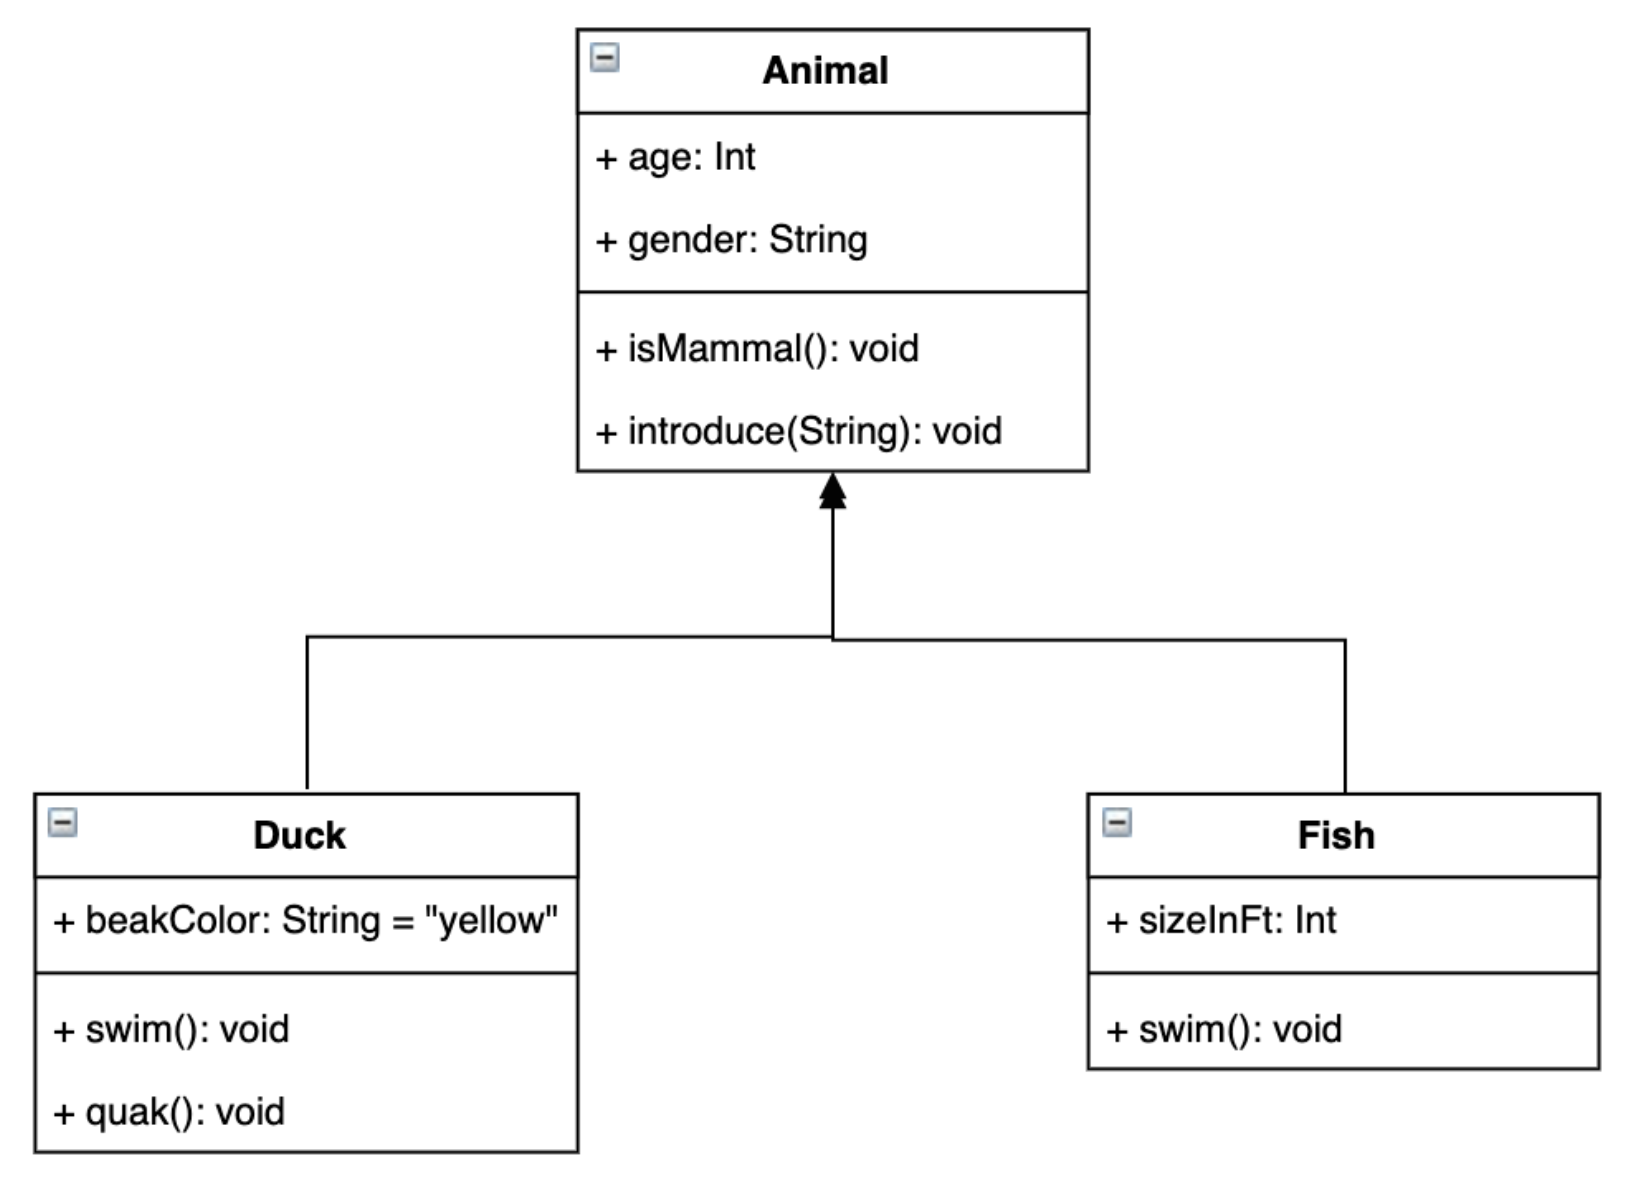 Animal
+ age: Int
+ gender: String
+ isMammal(): void
+ introduce(String): void
Duck
+ beakColor: String = "yellow"
+ swim(): void
+ quak(): void
Fish
+ sizeInFt: Int
+ swim(): void